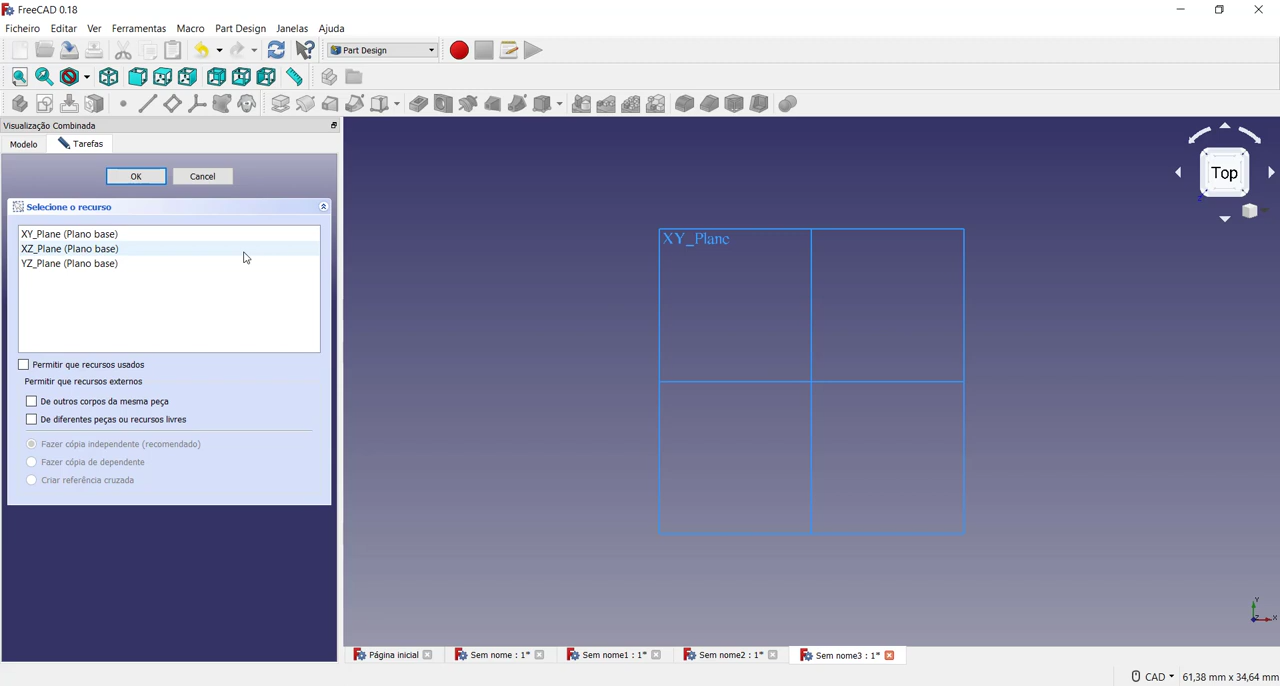 FreeCAD 0.18
Ficheiro Editar Ver Ferramentas Macro Part Design Janelas Ajuda
Part Design
Visualização Combinada
Modelo Tarefas
OK Cancel
Selecione o recurso
XY_Plane (Plano base)
XZ_Plane (Plano base)
YZ_Plane (Plano base)
Permitir que recursos usados
Permitir que recursos externos
De outros corpos da mesma peça
De diferentes peças ou recursos livres
Fazer cópia independente (recomendado)
Fazer cópia de dependente
Criar referência cruzada
XY_Plane
Top
Z
Y
Z X
Página inicial Sem nome : 1* Sem nome1 : 1* Sem nome2 : 1* Sem nome3 : 1*
CAD 61,38 mm x 34,64 mm